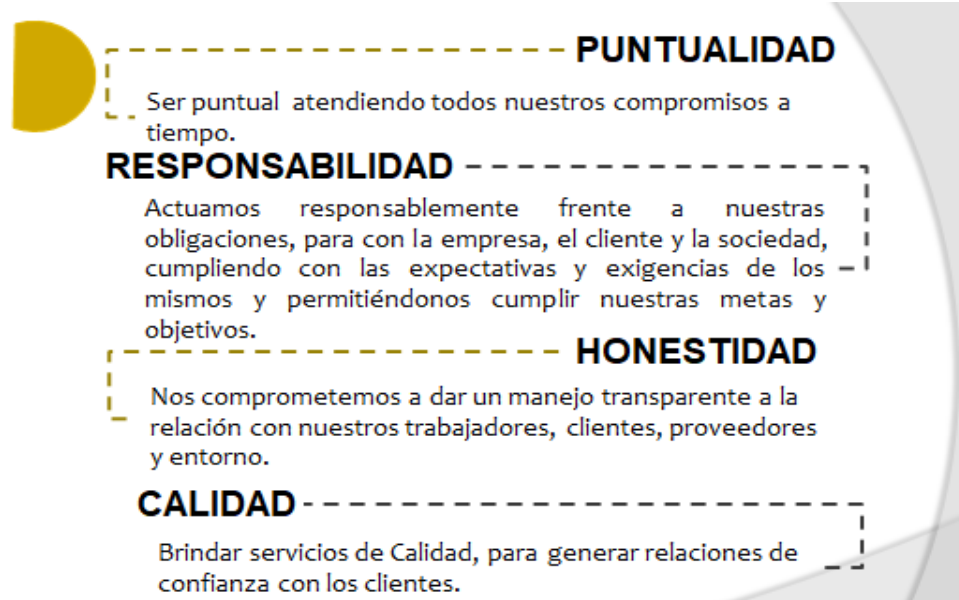 PUNTUALIDAD
Ser puntual atendiendo todos nuestros compromisos a
tiempo.
RESPONSABILIDAD
Actuamos responsablemente frente a nuestras
obligaciones, para con la empresa, el cliente y la sociedad,
cumpliendo con las expectativas y exigencias de los
mismos y permitiéndonos cumplir nuestras metas y
objetivos.
HONESTIDAD
Nos comprometemos a dar un manejo transparente a la
relación con nuestros trabajadores, clientes, proveedores
y entorno.
CALIDAD
Brindar servicios de Calidad, para generar relaciones de
confianza con los clientes.